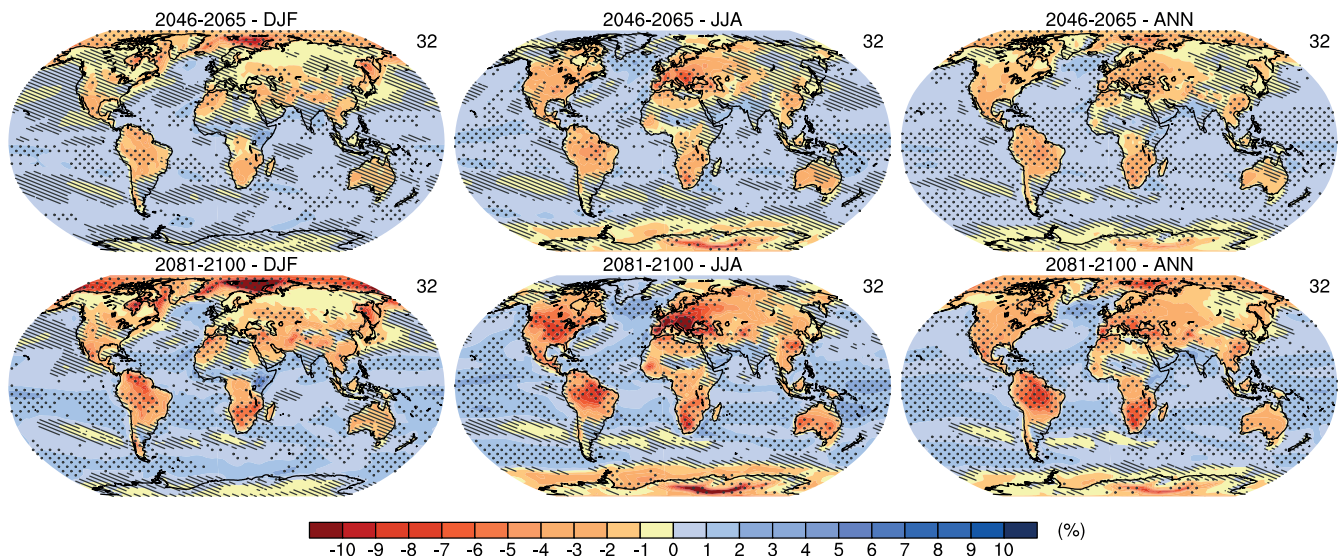 2046-2065 - DJF
32
2046-2065 - JJA
32
2046-2065 - ANN
32
2081-2100 - DJF
32
2081-2100 - JJA
32
2081-2100 - ANN
32
(%)
-10 -9 -8 -7 -6 -5 -4 -3 -2 -1 0 1 2 3 4 5 6 7 8 9 10